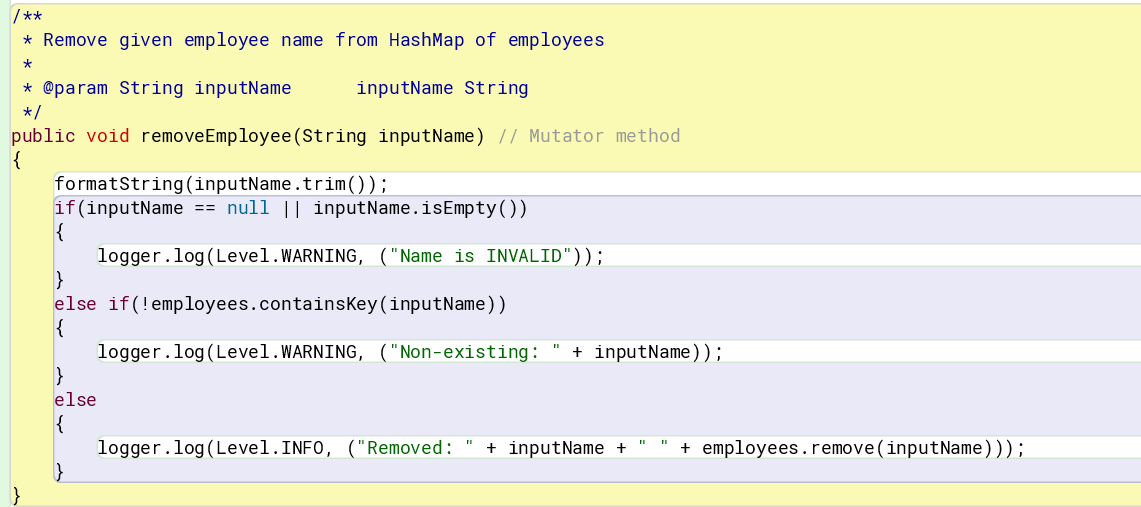 /**
 * Remove given employee name from HashMap of employees
 *
 * @param String inputName      inputName String
 */
public void removeEmployee(String inputName) // Mutator method
{
    formatString(inputName.trim());
    if(inputName == null || inputName.isEmpty())
    {
        logger.log(Level.WARNING, ("Name is INVALID"));
    }
    else if(!employees.containsKey(inputName))
    {
        logger.log(Level.WARNING, ("Non-existing: " + inputName));
    }
    else
    {
        logger.log(Level.INFO, ("Removed: " + inputName + " " + employees.remove(inputName)));
    }
}